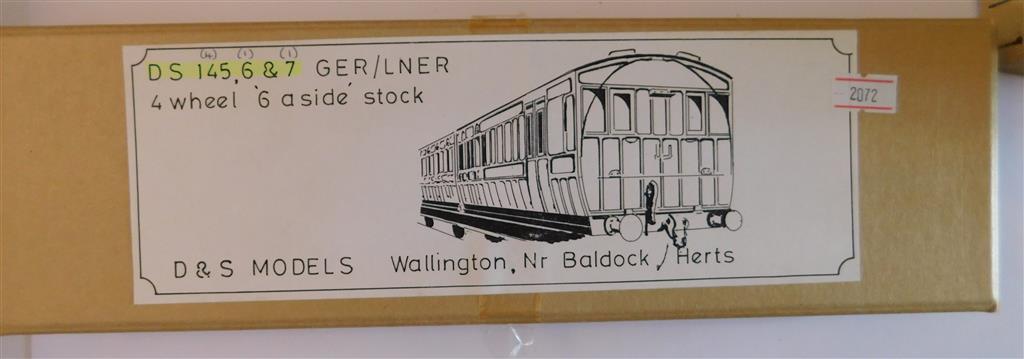 (4) (1) (1)
DS 145, 6 & 7 GER/LNER
4 wheel '6 a side' stock
2072
D & S MODELS Wallington, Nr Baldock, Herts